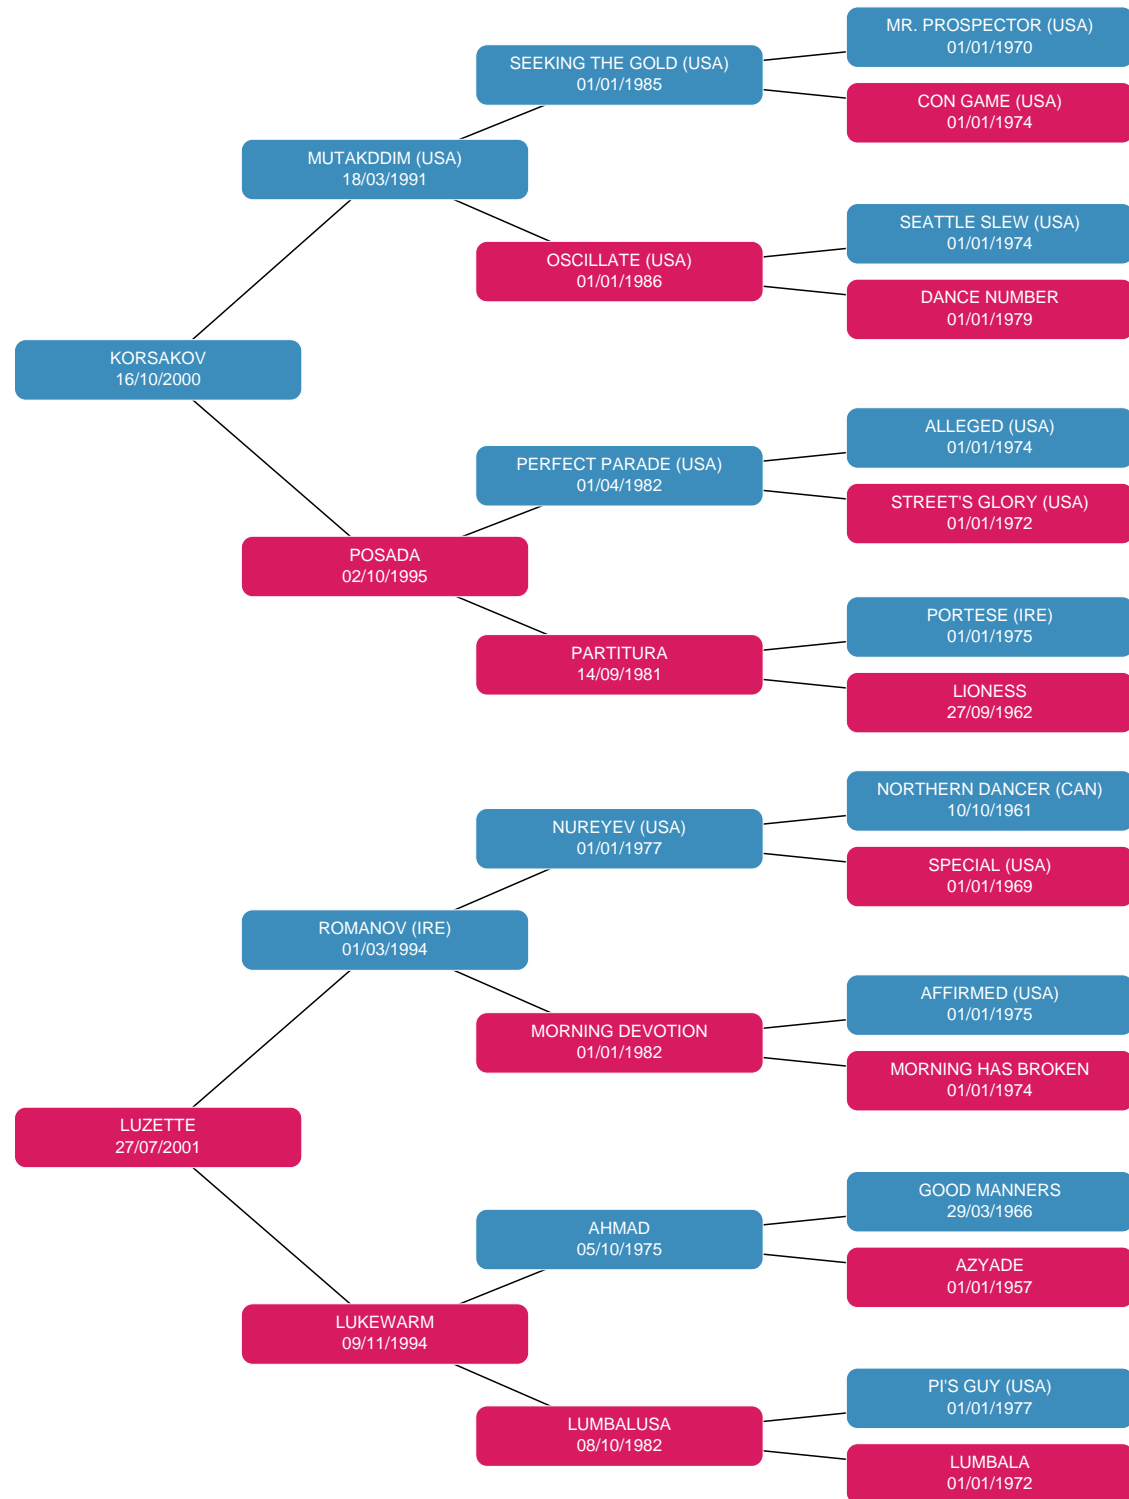 MR. PROSPECTOR (USA)
01/01/1970
SEEKING THE GOLD (USA)
01/01/1985
CON GAME (USA)
01/01/1974
MUTAKDDIM (USA)
18/03/1991
SEATTLE SLEW (USA)
01/01/1974
OSCILLATE (USA)
01/01/1986
DANCE NUMBER
01/01/1979
KORSAKOV
16/10/2000
ALLEGED (USA)
01/01/1974
PERFECT PARADE (USA)
01/04/1982
STREET'S GLORY (USA)
01/01/1972
POSADA
02/10/1995
PORTESE (IRE)
01/01/1975
PARTITURA
14/09/1981
LIONESS
27/09/1962
NORTHERN DANCER (CAN)
10/10/1961
NUREYEV (USA)
01/01/1977
SPECIAL (USA)
01/01/1969
ROMANOV (IRE)
01/03/1994
AFFIRMED (USA)
01/01/1975
MORNING DEVOTION
01/01/1982
MORNING HAS BROKEN
01/01/1974
LUZETTE
27/07/2001
GOOD MANNERS
29/03/1966
AHMAD
05/10/1975
AZYADE
01/01/1957
LUKEWARM
09/11/1994
PI'S GUY (USA)
01/01/1977
LUMBALUSA
08/10/1982
LUMBALA
01/01/1972